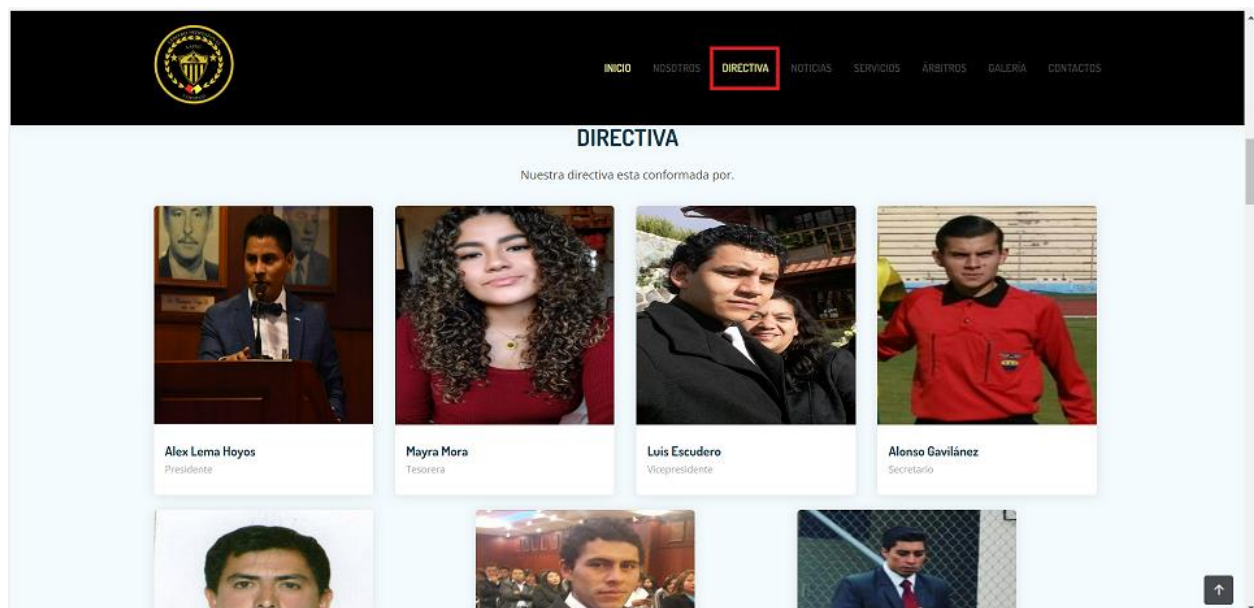 INICIO NOSOTROS DIRECTIVA NOTICIAS SERVICIOS ÁRBITROS GALERÍA CONTACTOS
DIRECTIVA
Nuestra directiva esta conformada por.
Alex Lema Hoyos
Presidente
Mayra Mora
Tesorera
Luis Escudero
Vicepresidente
Alonso Gavilánez
Secretario